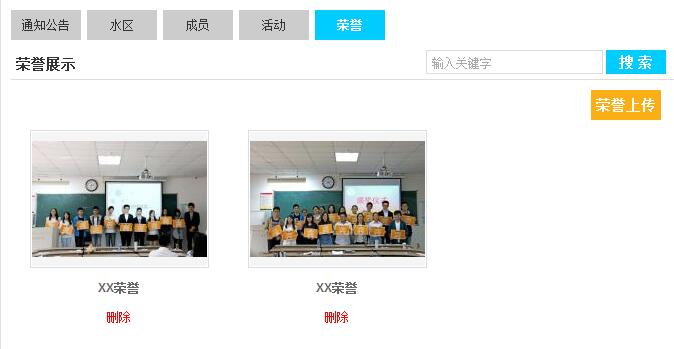 通知公告 水区 成员 活动 荣誉
荣誉展示 输入关键字 搜 索
荣誉上传
XX荣誉 XX荣誉
删除 删除